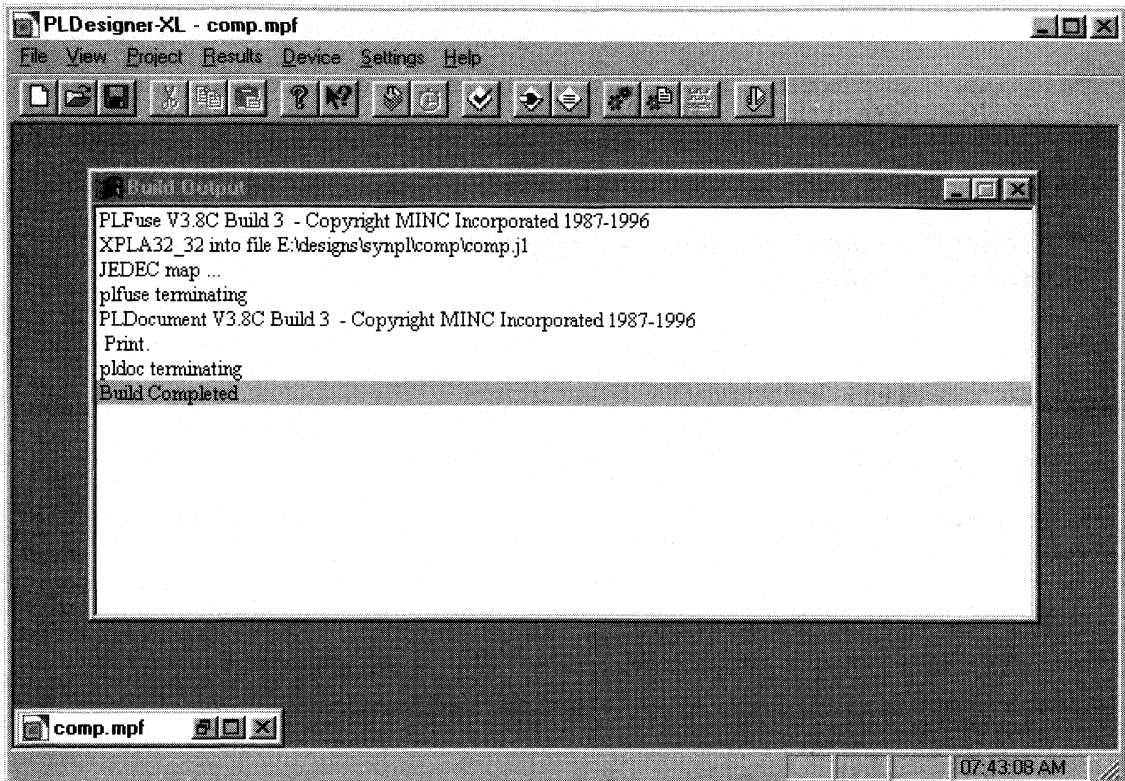 PLDesigner-XL - comp.mpf
File View Project Results Device Settings Help
Build Output
PLFuse V3.8C Build 3 - Copyright MINC Incorporated 1987-1996
XPLA32_32 into file E:\designs\synpl\comp\comp.j1
JEDEC map ...
plfuse terminating
PLDocument V3.8C Build 3 - Copyright MINC Incorporated 1987-1996
Print.
pldoc terminating
Build Completed
comp.mpf
07:43:08 AM